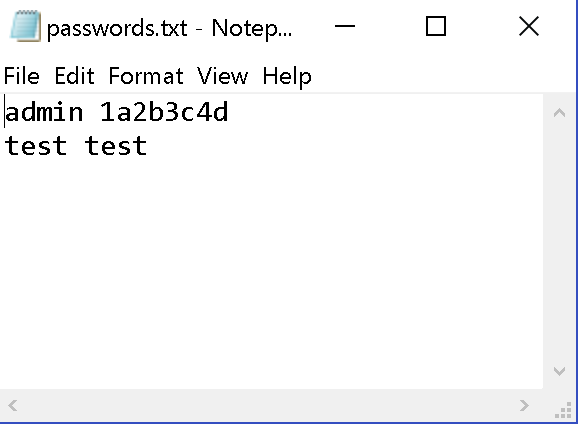 passwords.txt - Notep...
File Edit Format View Help
admin 1a2b3c4d
test test